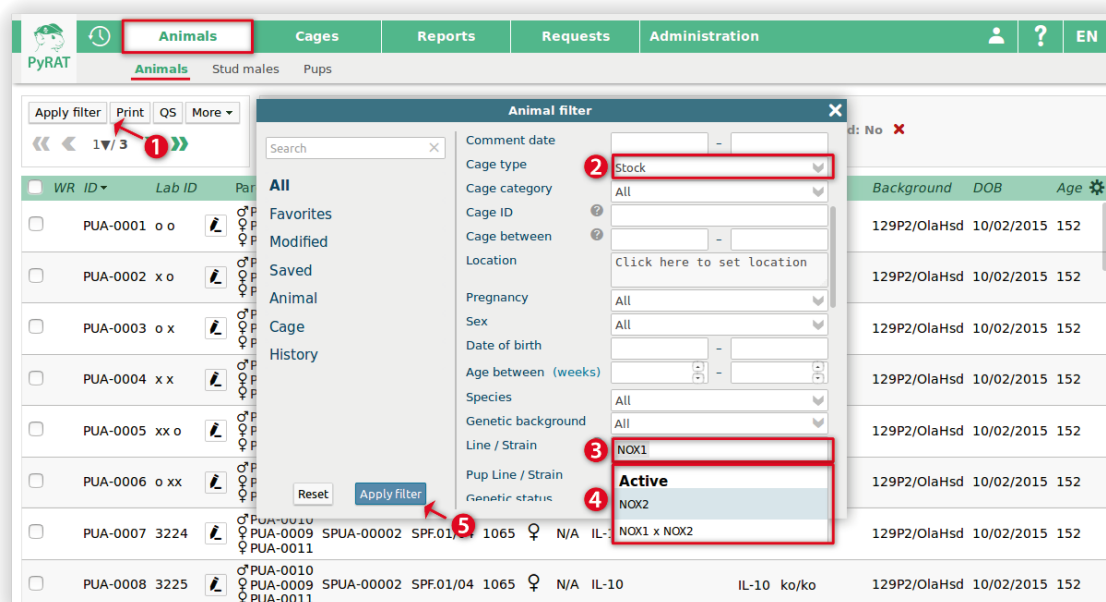 PyRAT
Animals Cages Reports Requests Administration ? EN
Animals Stud males Pups
Apply filter Print QS More
1 / 3
1
d: No
Animal filter
Search
All
Favorites
Modified
Saved
Animal
Cage
History
Reset Apply filter
5
Comment date –
Cage type 2 Stock
Cage category All
Cage ID ?
Cage between ? –
Location Click here to set location
Pregnancy All
Sex All
Date of birth –
Age between (weeks) –
Species All
Genetic background All
Line / Strain 3 NOX1
Pup Line / Strain
Genetic status
4
Active
NOX2
NOX1 x NOX2
WR ID Lab ID Par Background DOB Age
PUA-0001 o o 129P2/OlaHsd 10/02/2015 152
PUA-0002 x o 129P2/OlaHsd 10/02/2015 152
PUA-0003 o x 129P2/OlaHsd 10/02/2015 152
PUA-0004 x x 129P2/OlaHsd 10/02/2015 152
PUA-0005 xx o 129P2/OlaHsd 10/02/2015 152
PUA-0006 o xx 129P2/OlaHsd 10/02/2015 152
♂ PUA-0010
PUA-0007 3224 ♀ PUA-0009 SPUA-00002 SPF.01/04 1065 ♀ N/A IL-1 129P2/OlaHsd 10/02/2015 152
♀ PUA-0011
♂ PUA-0010
PUA-0008 3225 ♀ PUA-0009 SPUA-00002 SPF.01/04 1065 ♀ N/A IL-10 IL-10 ko/ko 129P2/OlaHsd 10/02/2015 152
♀ PUA-0011